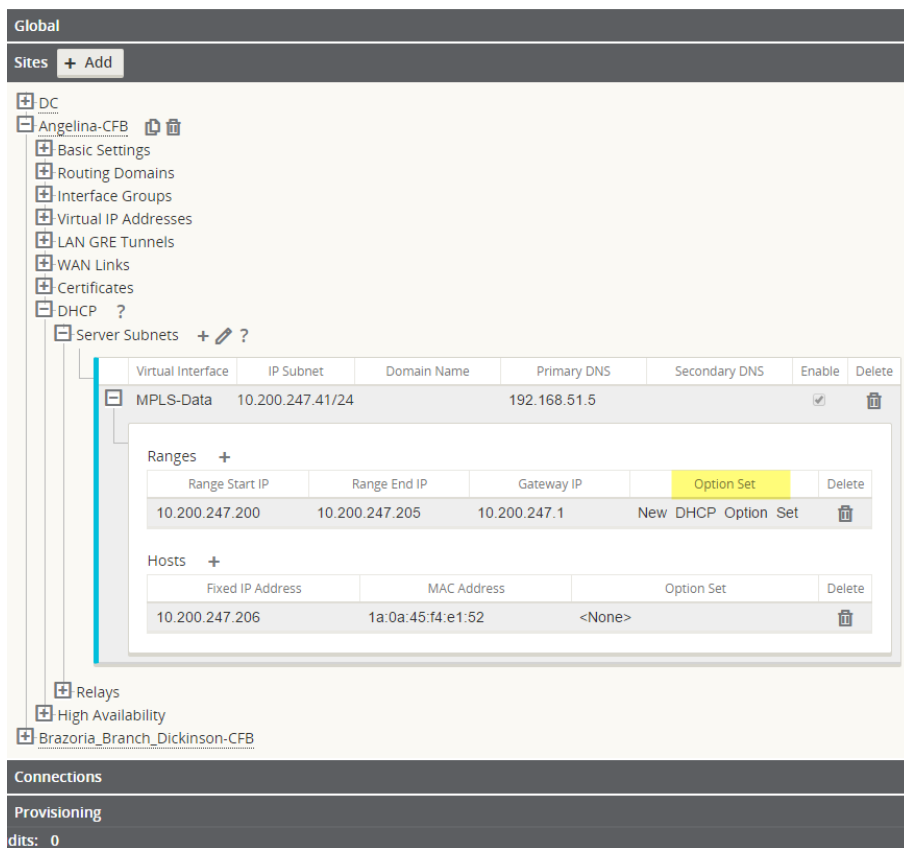 Global
Sites + Add
DC
Angelina-CFB
Basic Settings
Routing Domains
Interface Groups
Virtual IP Addresses
LAN GRE Tunnels
WAN Links
Certificates
DHCP ?
Server Subnets + ?
Virtual Interface IP Subnet Domain Name Primary DNS Secondary DNS Enable Delete
MPLS-Data 10.200.247.41/24 192.168.51.5
Ranges +
Range Start IP Range End IP Gateway IP Option Set Delete
10.200.247.200 10.200.247.205 10.200.247.1 New DHCP Option Set
Hosts +
Fixed IP Address MAC Address Option Set Delete
10.200.247.206 1a:0a:45:f4:e1:52 <None>
Relays
High Availability
Brazoria_Branch_Dickinson-CFB
Connections
Provisioning
dits: 0